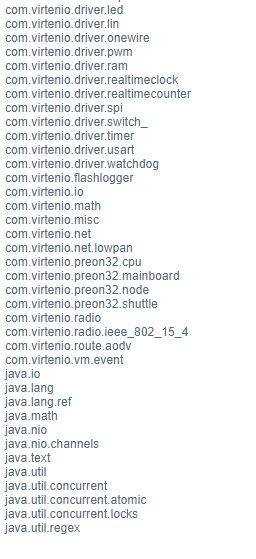 com.virtenio.driver.led
com.virtenio.driver.lin
com.virtenio.driver.onewire
com.virtenio.driver.pwm
com.virtenio.driver.ram
com.virtenio.driver.realtimeclock
com.virtenio.driver.realtimecounter
com.virtenio.driver.spi
com.virtenio.driver.switch_
com.virtenio.driver.timer
com.virtenio.driver.usart
com.virtenio.driver.watchdog
com.virtenio.flashlogger
com.virtenio.io
com.virtenio.math
com.virtenio.misc
com.virtenio.net
com.virtenio.net.lowpan
com.virtenio.preon32.cpu
com.virtenio.preon32.mainboard
com.virtenio.preon32.node
com.virtenio.preon32.shuttle
com.virtenio.radio
com.virtenio.radio.ieee_802_15_4
com.virtenio.route.aodv
com.virtenio.vm.event
java.io
java.lang
java.lang.ref
java.math
java.nio
java.nio.channels
java.text
java.util
java.util.concurrent
java.util.concurrent.atomic
java.util.concurrent.locks
java.util.regex